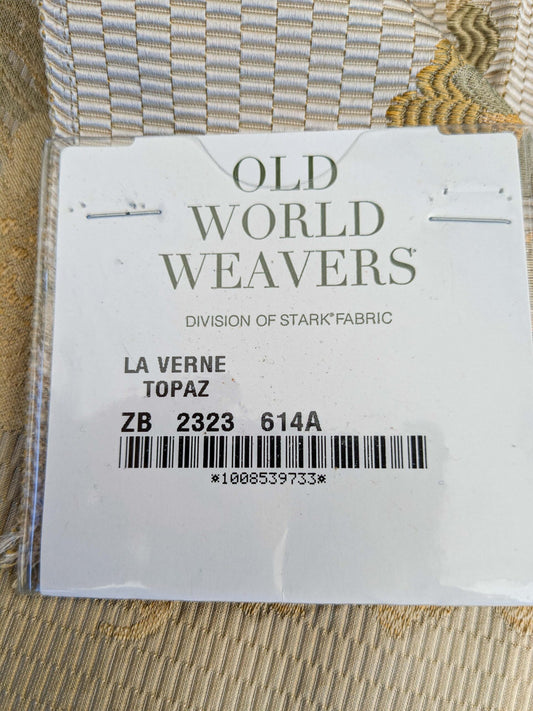 OLD
WORLD
WEAVERS
DIVISION OF STARK® FABRIC
LA VERNE
TOPAZ
ZB 2323 614A
*1008539733*